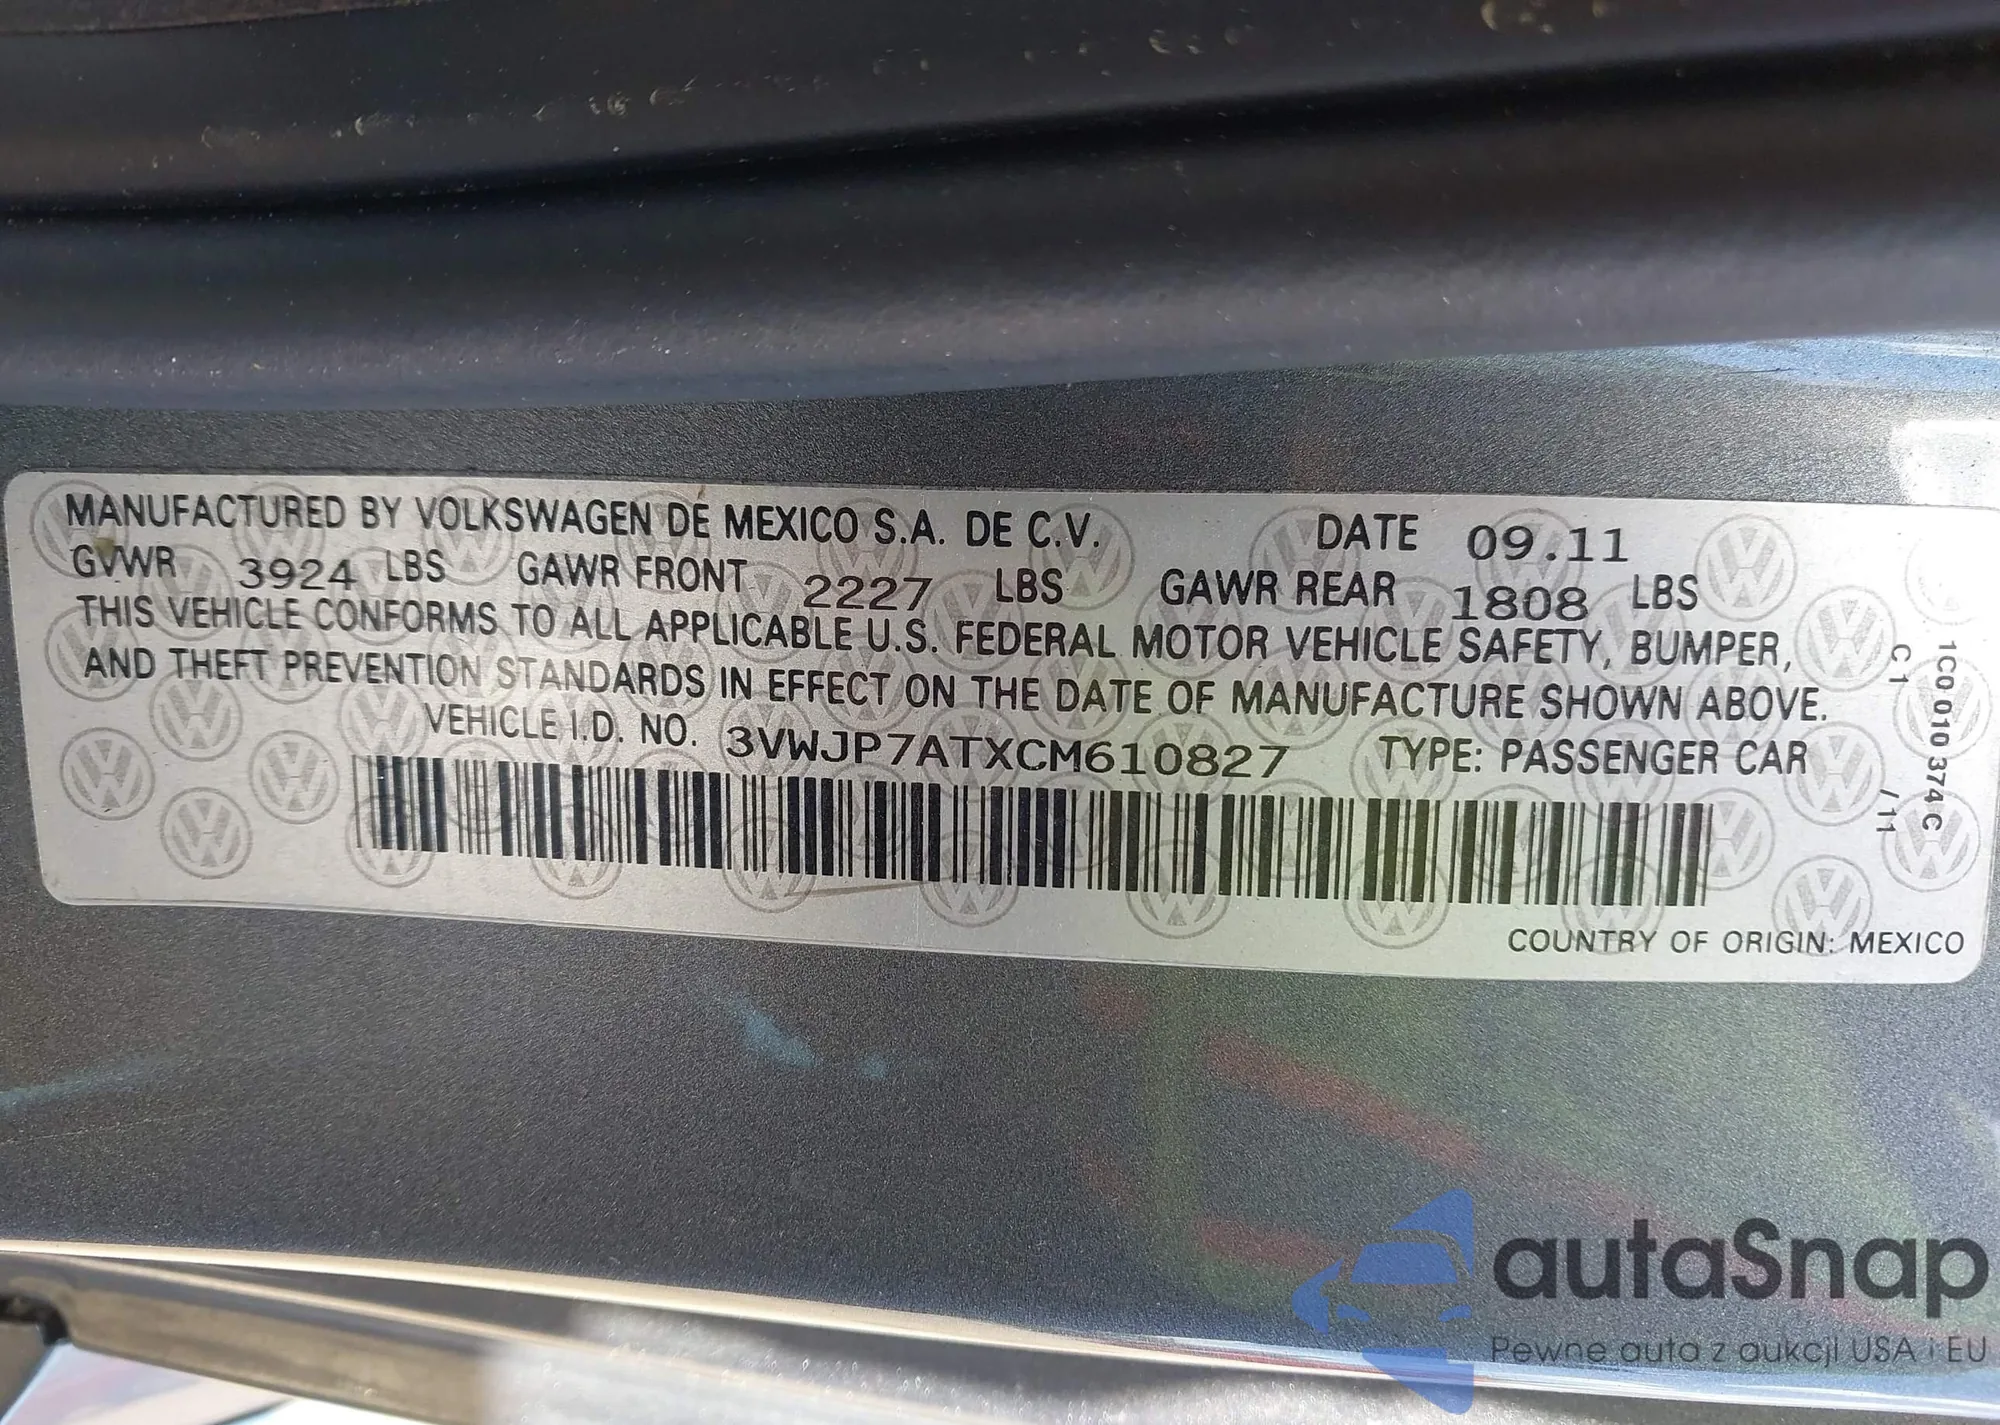 MANUFACTURED BY VOLKSWAGEN DE MEXICO S.A. DE C.V. DATE 09.11
GVWR 3924 LBS GAWR FRONT 2227 LBS GAWR REAR 1808 LBS
THIS VEHICLE CONFORMS TO ALL APPLICABLE U.S. FEDERAL MOTOR VEHICLE SAFETY, BUMPER,
AND THEFT PREVENTION STANDARDS IN EFFECT ON THE DATE OF MANUFACTURE SHOWN ABOVE.
VEHICLE I.D. NO. 3VWJP7ATXCM610827 TYPE: PASSENGER CAR
COUNTRY OF ORIGIN: MEXICO
1C0 010 374 C
C1 /11
autaSnap
Pewne auta z aukcji USA i EU